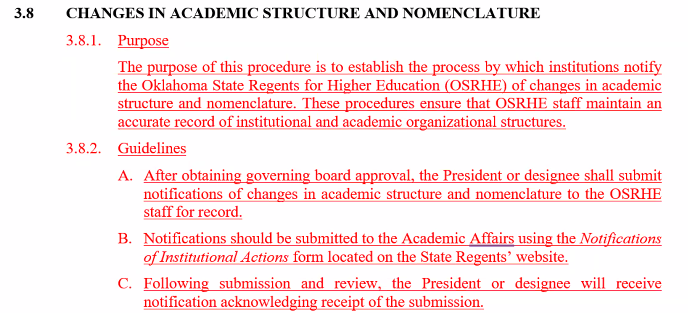 3.8 CHANGES IN ACADEMIC STRUCTURE AND NOMENCLATURE
3.8.1. Purpose
The purpose of this procedure is to establish the process by which institutions notify
the Oklahoma State Regents for Higher Education (OSRHE) of changes in academic
structure and nomenclature. These procedures ensure that OSRHE staff maintain an
accurate record of institutional and academic organizational structures.
3.8.2. Guidelines
A. After obtaining governing board approval, the President or designee shall submit
notifications of changes in academic structure and nomenclature to the OSRHE
staff for record.
B. Notifications should be submitted to the Academic Affairs using the Notifications
of Institutional Actions form located on the State Regents’ website.
C. Following submission and review, the President or designee will receive
notification acknowledging receipt of the submission.